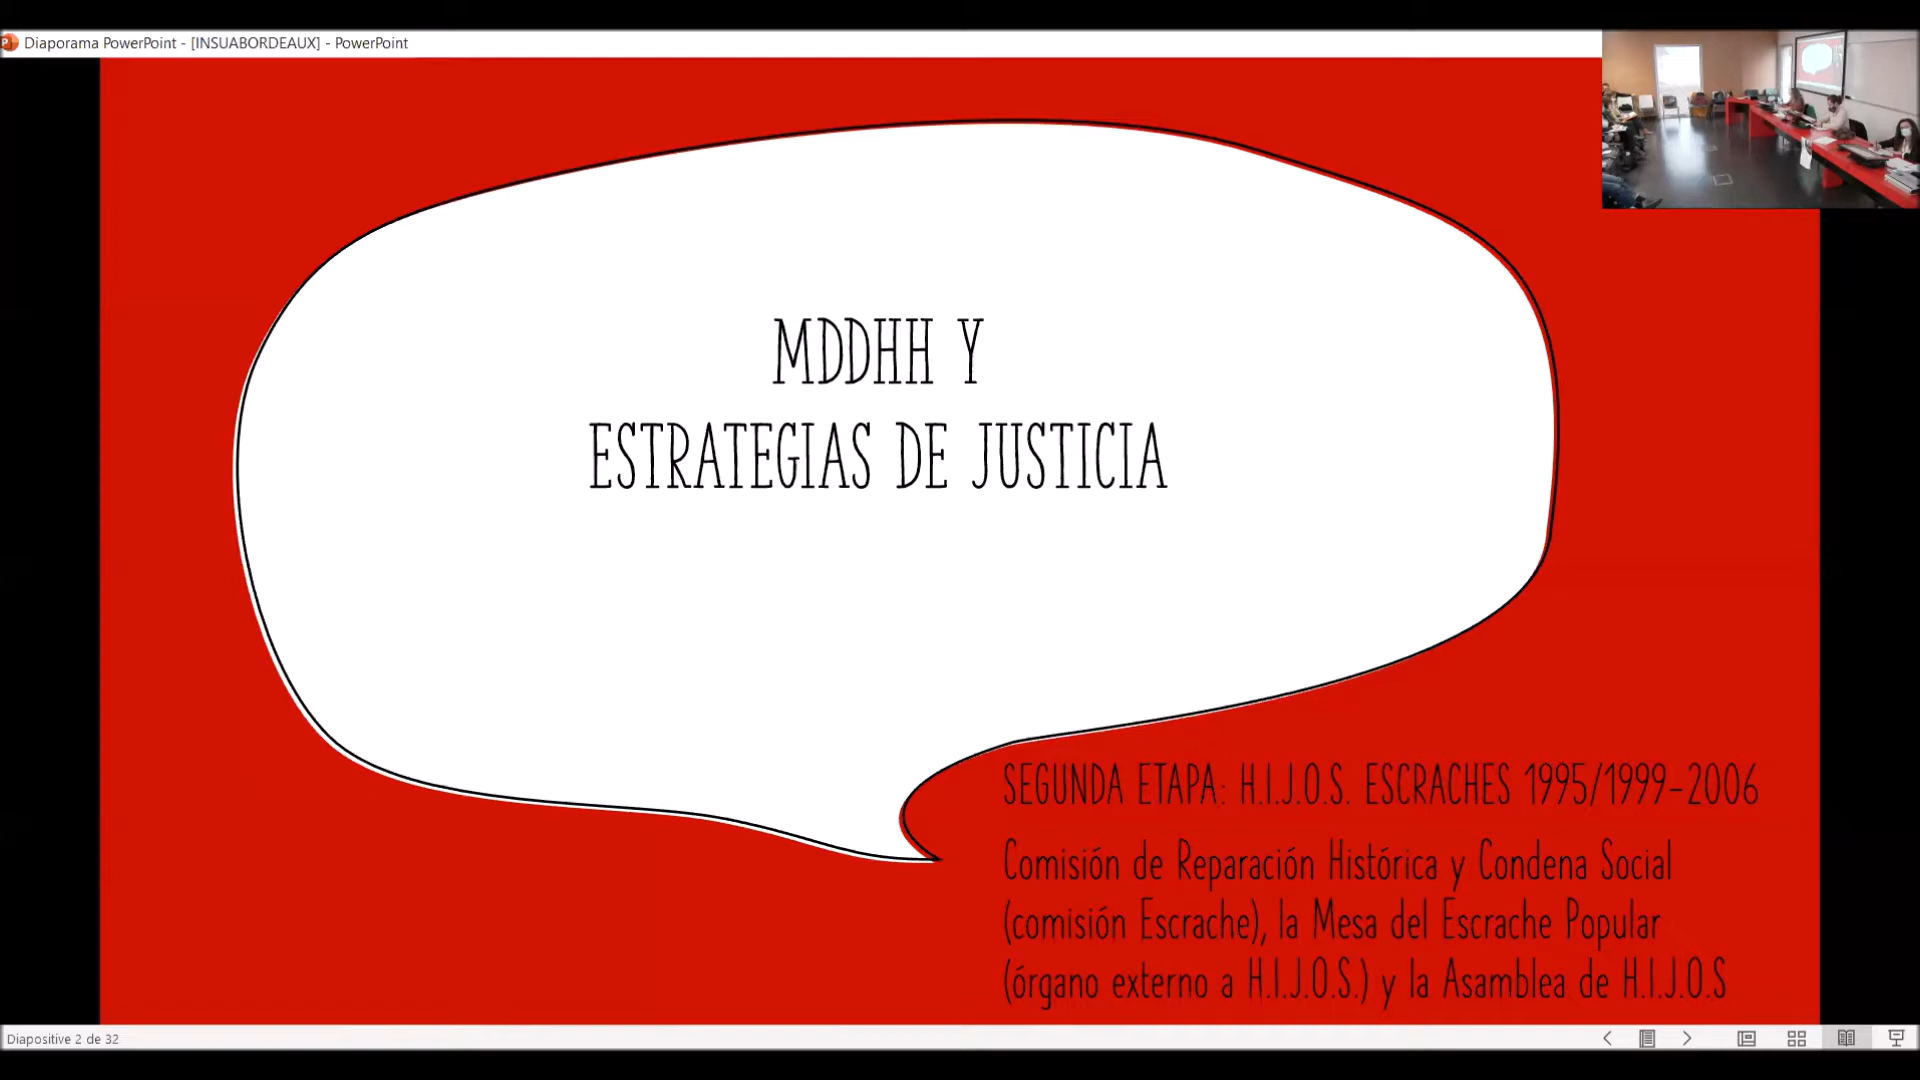 Diaporama PowerPoint - [INSUABORDEAUX] - PowerPoint
MDDHH Y
ESTRATEGIAS DE JUSTICIA
SEGUNDA ETAPA: H.I.J.O.S. ESCRACHES 1995/1999-2006
Comisión de Reparación Histórica y Condena Social
(comisión Escrache), la Mesa del Escrache Popular
(órgano externo a H.I.J.O.S.) y la Asamblea de H.I.J.O.S
Diapositive 2 de 32